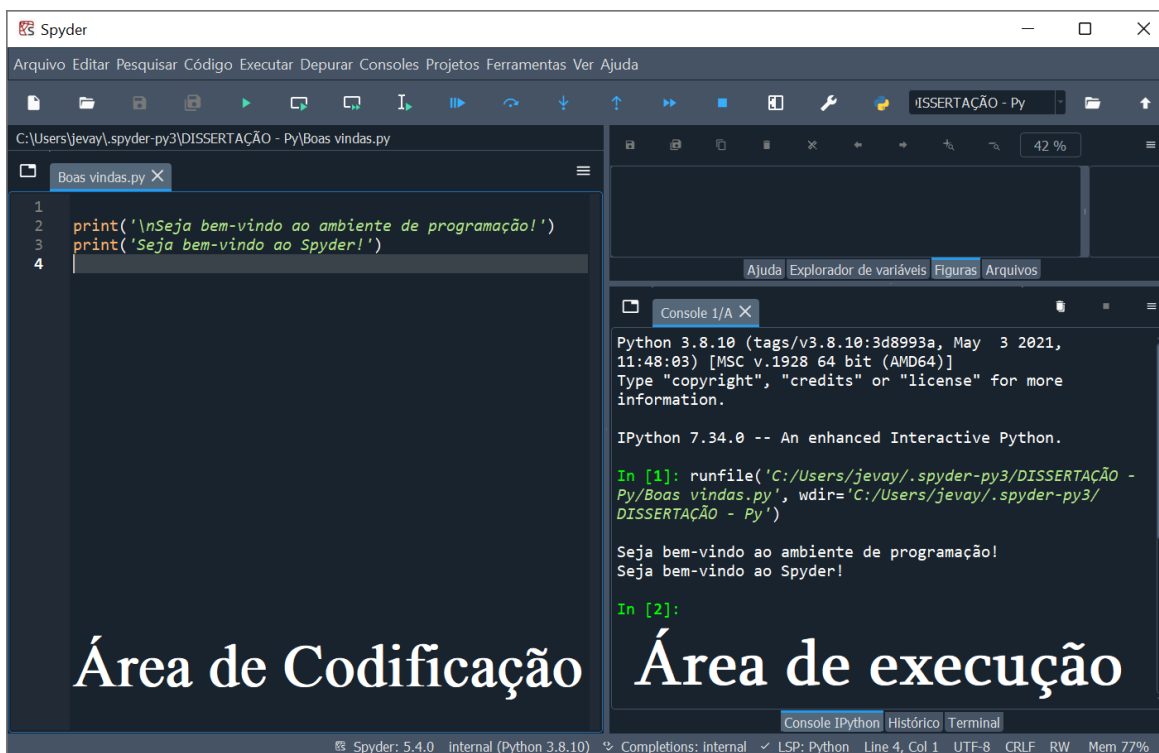 Spyder
Arquivo Editar Pesquisar Código Executar Depurar Consoles Projetos Ferramentas Ver Ajuda
ISSERTAÇÃO - Py
C:\Users\jevay\.spyder-py3\DISSERTAÇÃO - Py\Boas vindas.py
Boas vindas.py
1
2 print('\nSeja bem-vindo ao ambiente de programação!')
3 print('Seja bem-vindo ao Spyder!')
4
Área de Codificação
42 %
Ajuda Explorador de variáveis Figuras Arquivos
Console 1/A
Python 3.8.10 (tags/v3.8.10:3d8993a, May  3 2021,
11:48:03) [MSC v.1928 64 bit (AMD64)]
Type "copyright", "credits" or "license" for more
information.
IPython 7.34.0 -- An enhanced Interactive Python.
In [1]: runfile('C:/Users/jevay/.spyder-py3/DISSERTAÇÃO -
Py/Boas vindas.py', wdir='C:/Users/jevay/.spyder-py3/
DISSERTAÇÃO - Py')
Seja bem-vindo ao ambiente de programação!
Seja bem-vindo ao Spyder!
In [2]:
Área de execução
Console IPython Histórico Terminal
Spyder: 5.4.0 internal (Python 3.8.10) Completions: internal LSP: Python Line 4, Col 1 UTF-8 CRLF RW Mem 77%